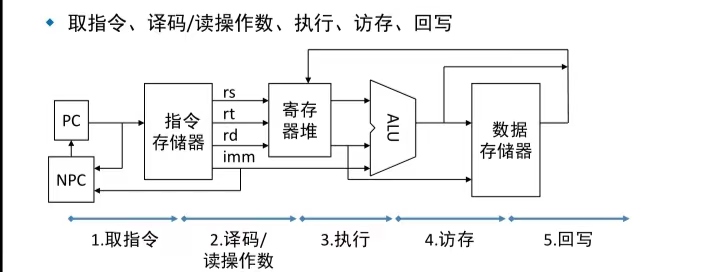 取指令、译码/读操作数、执行、访存、回写
rs
rt
rd
imm
PC
NPC
指令
存储器
寄存
器堆
ALU
数据
存储器
1.取指令
2.译码/
读操作数
3.执行
4.访存
5.回写